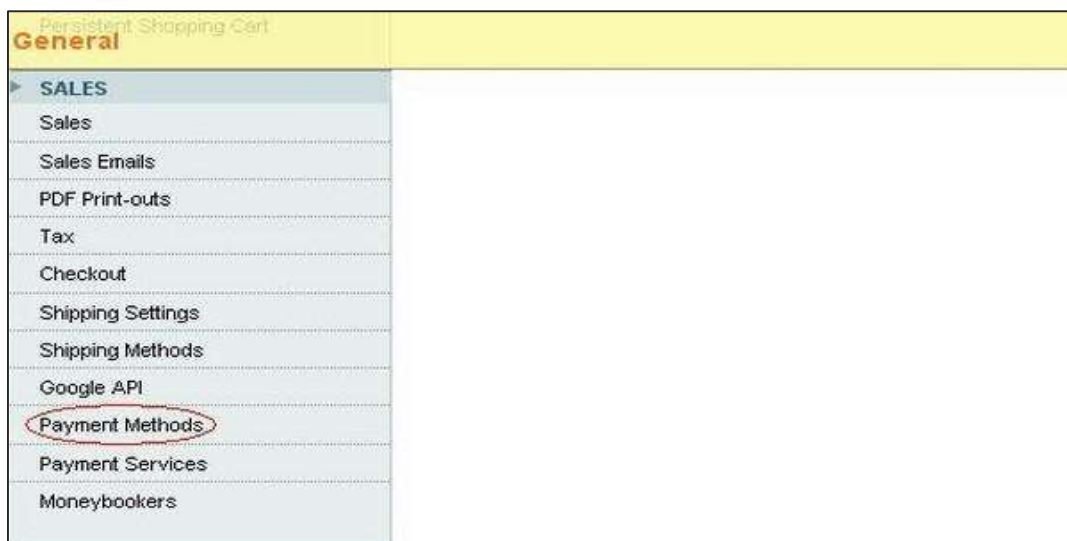 Persistent Shopping Cart
General
SALES
Sales
Sales Emails
PDF Print-outs
Tax
Checkout
Shipping Settings
Shipping Methods
Google API
Payment Methods
Payment Services
Moneybookers